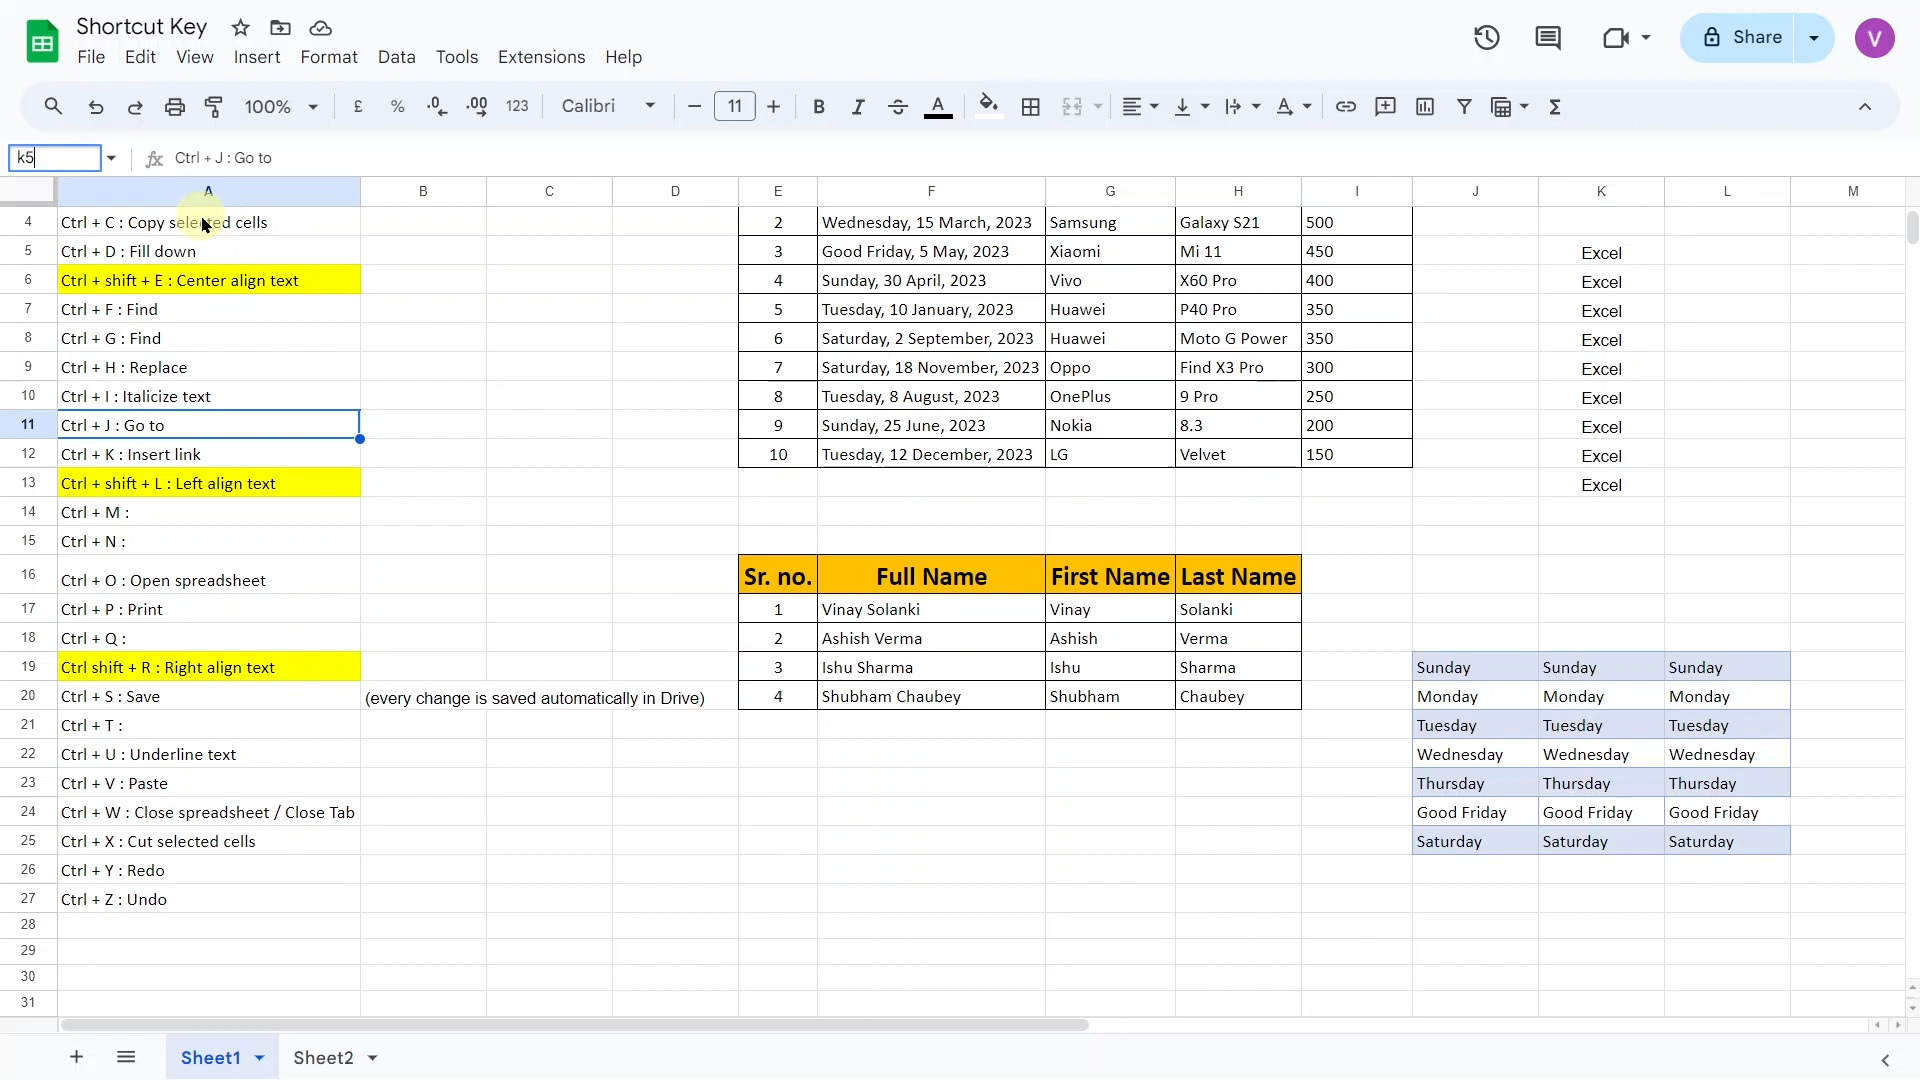 Shortcut Key
File Edit View Insert Format Data Tools Extensions Help
Share
V
100% £ % .0 .00 123 Calibri 11 B I A
k5 fx Ctrl + J : Go to
A B C D E F G H I J K L M
4 Ctrl + C : Copy selected cells 2 Wednesday, 15 March, 2023 Samsung Galaxy S21 500
5 Ctrl + D : Fill down 3 Good Friday, 5 May, 2023 Xiaomi Mi 11 450 Excel
6 Ctrl + shift + E : Center align text 4 Sunday, 30 April, 2023 Vivo X60 Pro 400 Excel
7 Ctrl + F : Find 5 Tuesday, 10 January, 2023 Huawei P40 Pro 350 Excel
8 Ctrl + G : Find 6 Saturday, 2 September, 2023 Huawei Moto G Power 350 Excel
9 Ctrl + H : Replace 7 Saturday, 18 November, 2023 Oppo Find X3 Pro 300 Excel
10 Ctrl + I : Italicize text 8 Tuesday, 8 August, 2023 OnePlus 9 Pro 250 Excel
11 Ctrl + J : Go to 9 Sunday, 25 June, 2023 Nokia 8.3 200 Excel
12 Ctrl + K : Insert link 10 Tuesday, 12 December, 2023 LG Velvet 150 Excel
13 Ctrl + shift + L : Left align text Excel
14 Ctrl + M :
15 Ctrl + N :
16 Ctrl + O : Open spreadsheet Sr. no. Full Name First Name Last Name
17 Ctrl + P : Print 1 Vinay Solanki Vinay Solanki
18 Ctrl + Q : 2 Ashish Verma Ashish Verma
19 Ctrl shift + R : Right align text 3 Ishu Sharma Ishu Sharma Sunday Sunday Sunday
20 Ctrl + S : Save (every change is saved automatically in Drive) 4 Shubham Chaubey Shubham Chaubey Monday Monday Monday
21 Ctrl + T : Tuesday Tuesday Tuesday
22 Ctrl + U : Underline text Wednesday Wednesday Wednesday
23 Ctrl + V : Paste Thursday Thursday Thursday
24 Ctrl + W : Close spreadsheet / Close Tab Good Friday Good Friday Good Friday
25 Ctrl + X : Cut selected cells Saturday Saturday Saturday
26 Ctrl + Y : Redo
27 Ctrl + Z : Undo
28
29
30
31
Sheet1 Sheet2